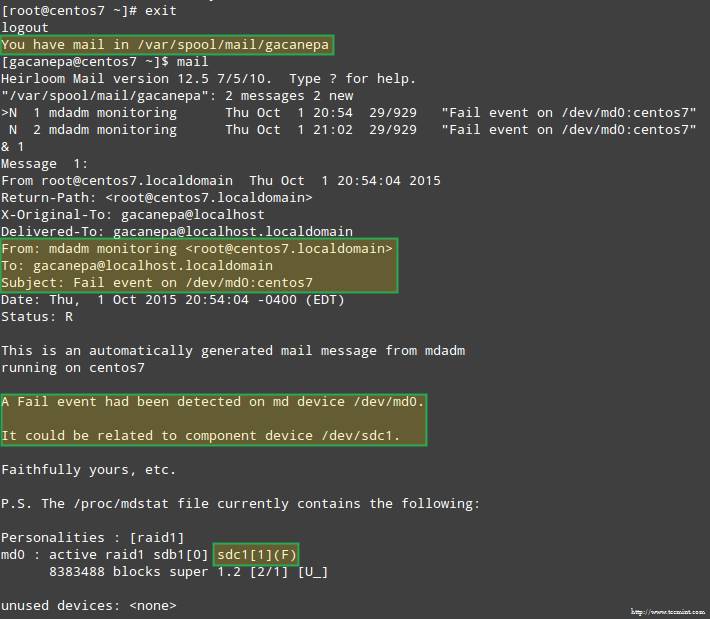 [root@centos7 ~]# exit
logout
You have mail in /var/spool/mail/gacanepa
[gacanepa@centos7 ~]$ mail
Heirloom Mail version 12.5 7/5/10.  Type ? for help.
"/var/spool/mail/gacanepa": 2 messages 2 new
>N  1 mdadm monitoring      Thu Oct  1 20:54  29/929   "Fail event on /dev/md0:centos7"
 N  2 mdadm monitoring      Thu Oct  1 21:02  29/929   "Fail event on /dev/md0:centos7"
& 1
Message  1:
From root@centos7.localdomain  Thu Oct  1 20:54:04 2015
Return-Path: <root@centos7.localdomain>
X-Original-To: gacanepa@localhost
Delivered-To: gacanepa@localhost.localdomain
From: mdadm monitoring <root@centos7.localdomain>
To: gacanepa@localhost.localdomain
Subject: Fail event on /dev/md0:centos7
Date: Thu,  1 Oct 2015 20:54:04 -0400 (EDT)
Status: R

This is an automatically generated mail message from mdadm
running on centos7

A Fail event had been detected on md device /dev/md0.

It could be related to component device /dev/sdc1.

Faithfully yours, etc.

P.S. The /proc/mdstat file currently contains the following:

Personalities : [raid1]
md0 : active raid1 sdb1[0] sdc1[1](F)
      8383488 blocks super 1.2 [2/1] [U_]

unused devices: <none>
http://www.tecmint.com